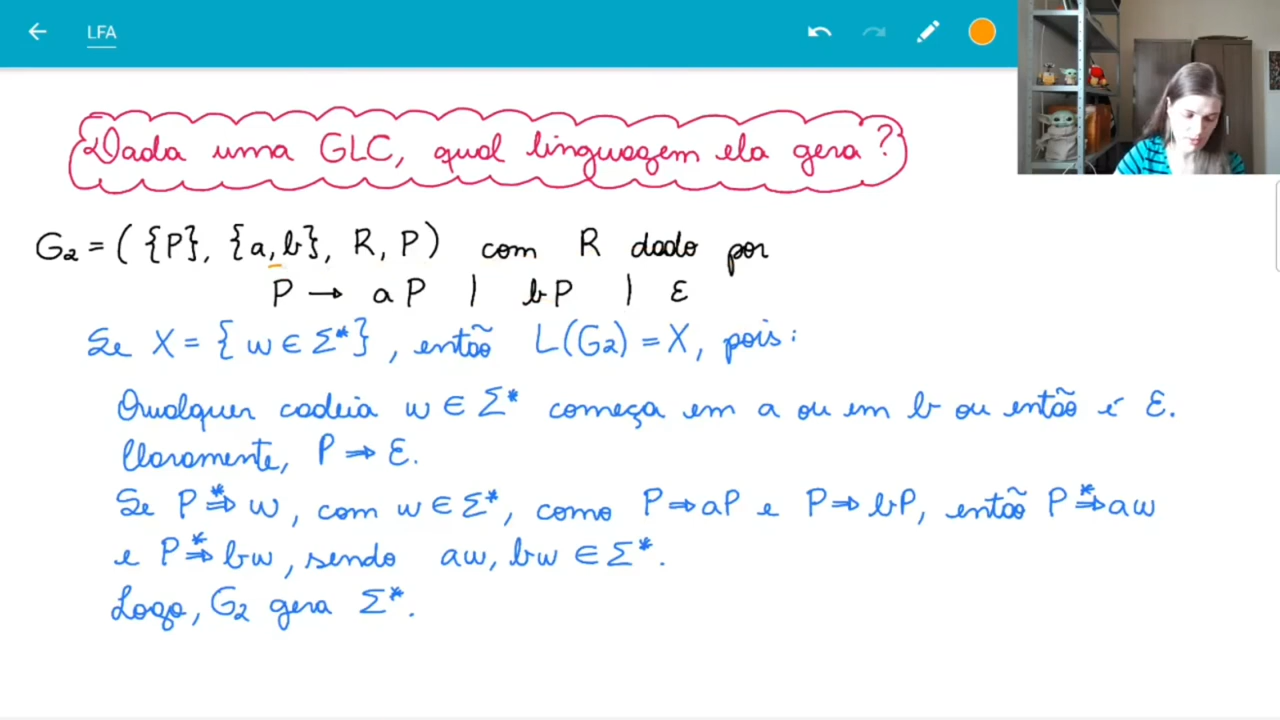 LFA
Dada uma GLC, qual linguagem ela gera?
G₂ = ( {P}, {a,b}, R, P ) com R dado por
P → aP | bP | ε
Se X = { w ∈ Σ* }, então L(G₂) = X, pois:
Qualquer cadeia w ∈ Σ* começa em a ou em b ou então é ε.
Claramente, P ⇒ ε.
Se P ⇒* w, com w ∈ Σ*, como P ⇒ aP e P ⇒ bP, então P ⇒* aw
e P ⇒* bw, sendo aw, bw ∈ Σ*.
Logo, G₂ gera Σ*.